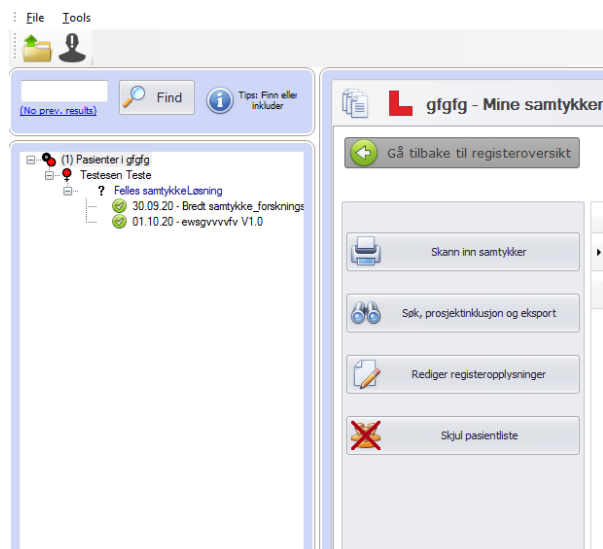 File Tools
Find
Tips: Finn eller
inkluder
(No prev. results)
(1) Pasienter i gfgfg
Testesen Teste
? Felles samtykkeLøsning
30.09.20 - Bredt samtykke_forsknings
01.10.20 - ewsgvvvvfv V1.0
gfgfg - Mine samtykker
Gå tilbake til registeroversikt
Skann inn samtykker
Søk, prosjektinklusjon og eksport
Rediger registeropplysninger
Skjul pasientliste